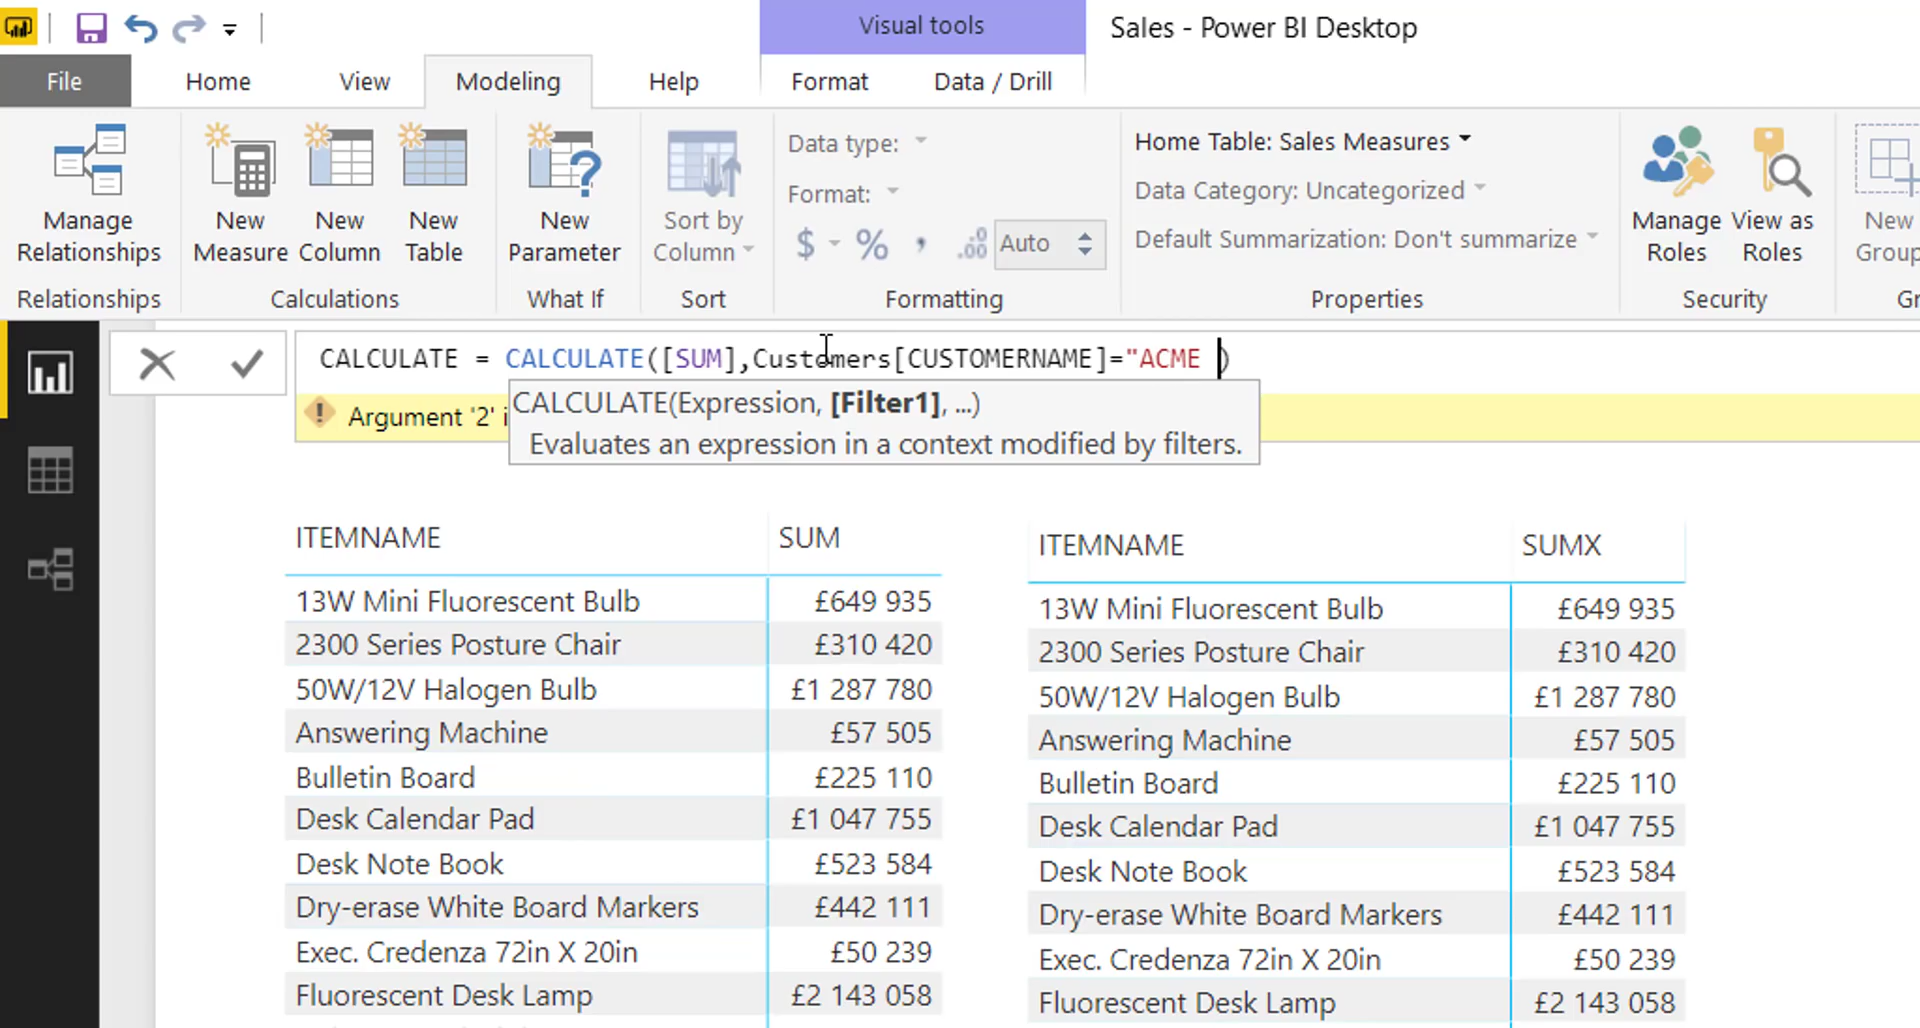 Visual tools
Sales - Power BI Desktop
File
Home
View
Modeling
Help
Format
Data / Drill
Manage
Relationships
New
Measure
New
Column
New
Table
New
Parameter
Sort by
Column
Data type:
Format:
$ % , .00 Auto
Home Table: Sales Measures
Data Category: Uncategorized
Default Summarization: Don't summarize
Manage
Roles
View as
Roles
New
Group
Relationships
Calculations
What If
Sort
Formatting
Properties
Security
Gr
CALCULATE = CALCULATE([SUM],Customers[CUSTOMERNAME]="ACME )
Argument '2' i
CALCULATE(Expression, [Filter1], ...)
Evaluates an expression in a context modified by filters.
ITEMNAME SUM
13W Mini Fluorescent Bulb £649 935
2300 Series Posture Chair £310 420
50W/12V Halogen Bulb £1 287 780
Answering Machine £57 505
Bulletin Board £225 110
Desk Calendar Pad £1 047 755
Desk Note Book £523 584
Dry-erase White Board Markers £442 111
Exec. Credenza 72in X 20in £50 239
Fluorescent Desk Lamp £2 143 058
ITEMNAME SUMX
13W Mini Fluorescent Bulb £649 935
2300 Series Posture Chair £310 420
50W/12V Halogen Bulb £1 287 780
Answering Machine £57 505
Bulletin Board £225 110
Desk Calendar Pad £1 047 755
Desk Note Book £523 584
Dry-erase White Board Markers £442 111
Exec. Credenza 72in X 20in £50 239
Fluorescent Desk Lamp £2 143 058